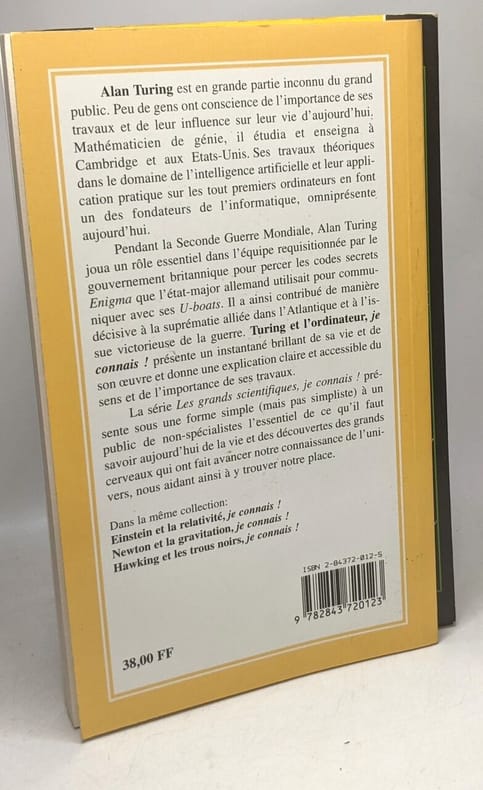 Alan Turing est en grande partie inconnu du grand
public. Peu de gens ont conscience de l'importance de ses
travaux et de leur influence sur leur vie d'aujourd'hui.
Mathématicien de génie, il étudia et enseigna à
Cambridge et aux Etats-Unis. Ses travaux théoriques
dans le domaine de l'intelligence artificielle et leur appli-
cation pratique sur les tout premiers ordinateurs en font
un des fondateurs de l'informatique, omniprésente
aujourd'hui.
Pendant la Seconde Guerre Mondiale, Alan Turing
joua un rôle essentiel dans l'équipe requisitionnée par le
gouvernement britannique pour percer les codes secrets
Enigma que l'état-major allemand utilisait pour commu-
niquer avec ses U-boats. Il a ainsi contribué de manière
décisive à la suprématie alliée dans l'Atlantique et à l'is-
sue victorieuse de la guerre. Turing et l'ordinateur, je
connais ! présente un instantané brillant de sa vie et de
son œuvre et donne une explication claire et accessible du
sens et de l'importance de ses travaux.
La série Les grands scientifiques, je connais ! pré-
sente sous une forme simple (mais pas simpliste) à un
public de non-spécialistes l'essentiel de ce qu'il faut
savoir aujourd'hui de la vie et des découvertes des grands
cerveaux qui ont fait avancer notre connaissance de l'uni-
vers, nous aidant ainsi à y trouver notre place.
Dans la même collection:
Einstein et la relativité, je connais !
Newton et la gravitation, je connais !
Hawking et les trous noirs, je connais !
ISBN 2-84372-012-5
9 782843 720123
38,00 FF